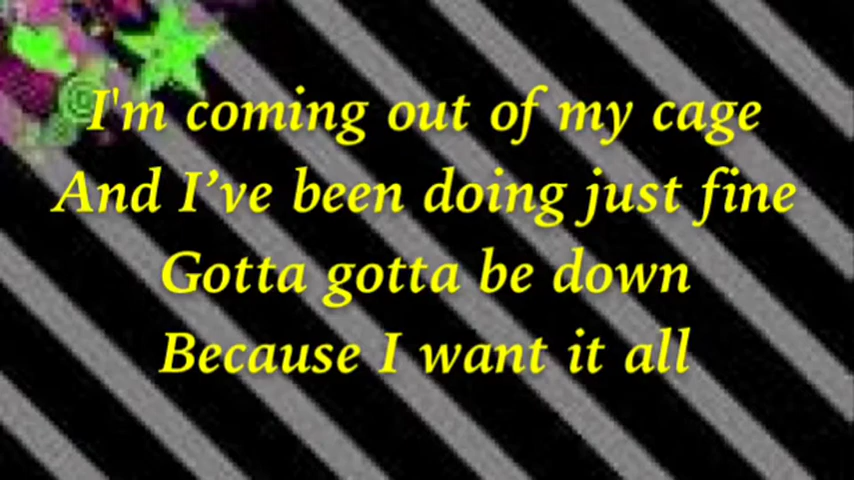 I'm coming out of my cage
And I’ve been doing just fine
Gotta gotta be down
Because I want it all